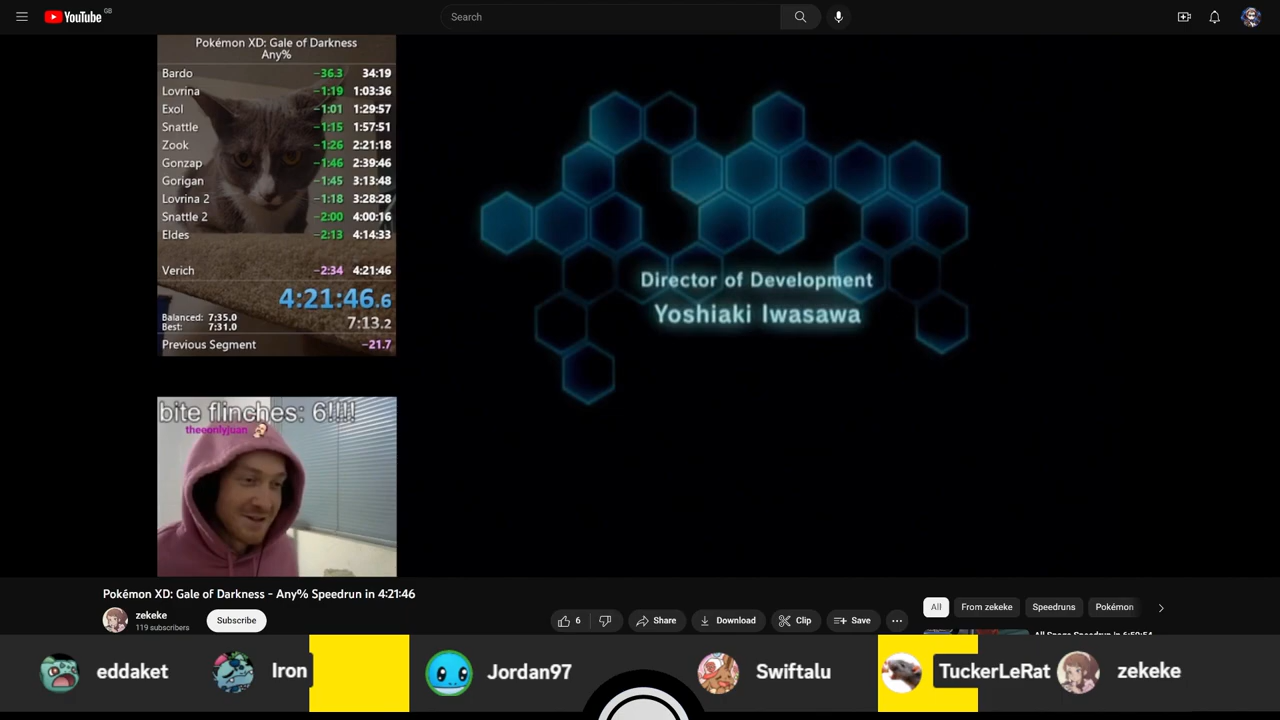 YouTube GB
Search
Pokémon XD: Gale of Darkness
Any%
Bardo -36.3 34:19
Lovrina -1:19 1:03:36
Exol -1:01 1:29:57
Snattle -1:15 1:57:51
Zook -1:26 2:21:18
Gonzap -1:46 2:39:46
Gorigan -1:45 3:13:48
Lovrina 2 -1:18 3:28:28
Snattle 2 -2:00 4:00:16
Eldes -2:13 4:14:33
Verich -2:34 4:21:46
4:21:46.6
Balanced: 7:35.0
Best: 7:31.0
7:13.2
Previous Segment -21.7
Director of Development
Yoshiaki Iwasawa
bite flinches: 6!!!!
theeonlyjuan
Pokémon XD: Gale of Darkness - Any% Speedrun in 4:21:46
zekeke
119 subscribers
Subscribe
6
Share
Download
Clip
Save
All
From zekeke
Speedruns
Pokémon
eddaket
Iron
Jordan97
Swiftalu
TuckerLeRat
zekeke